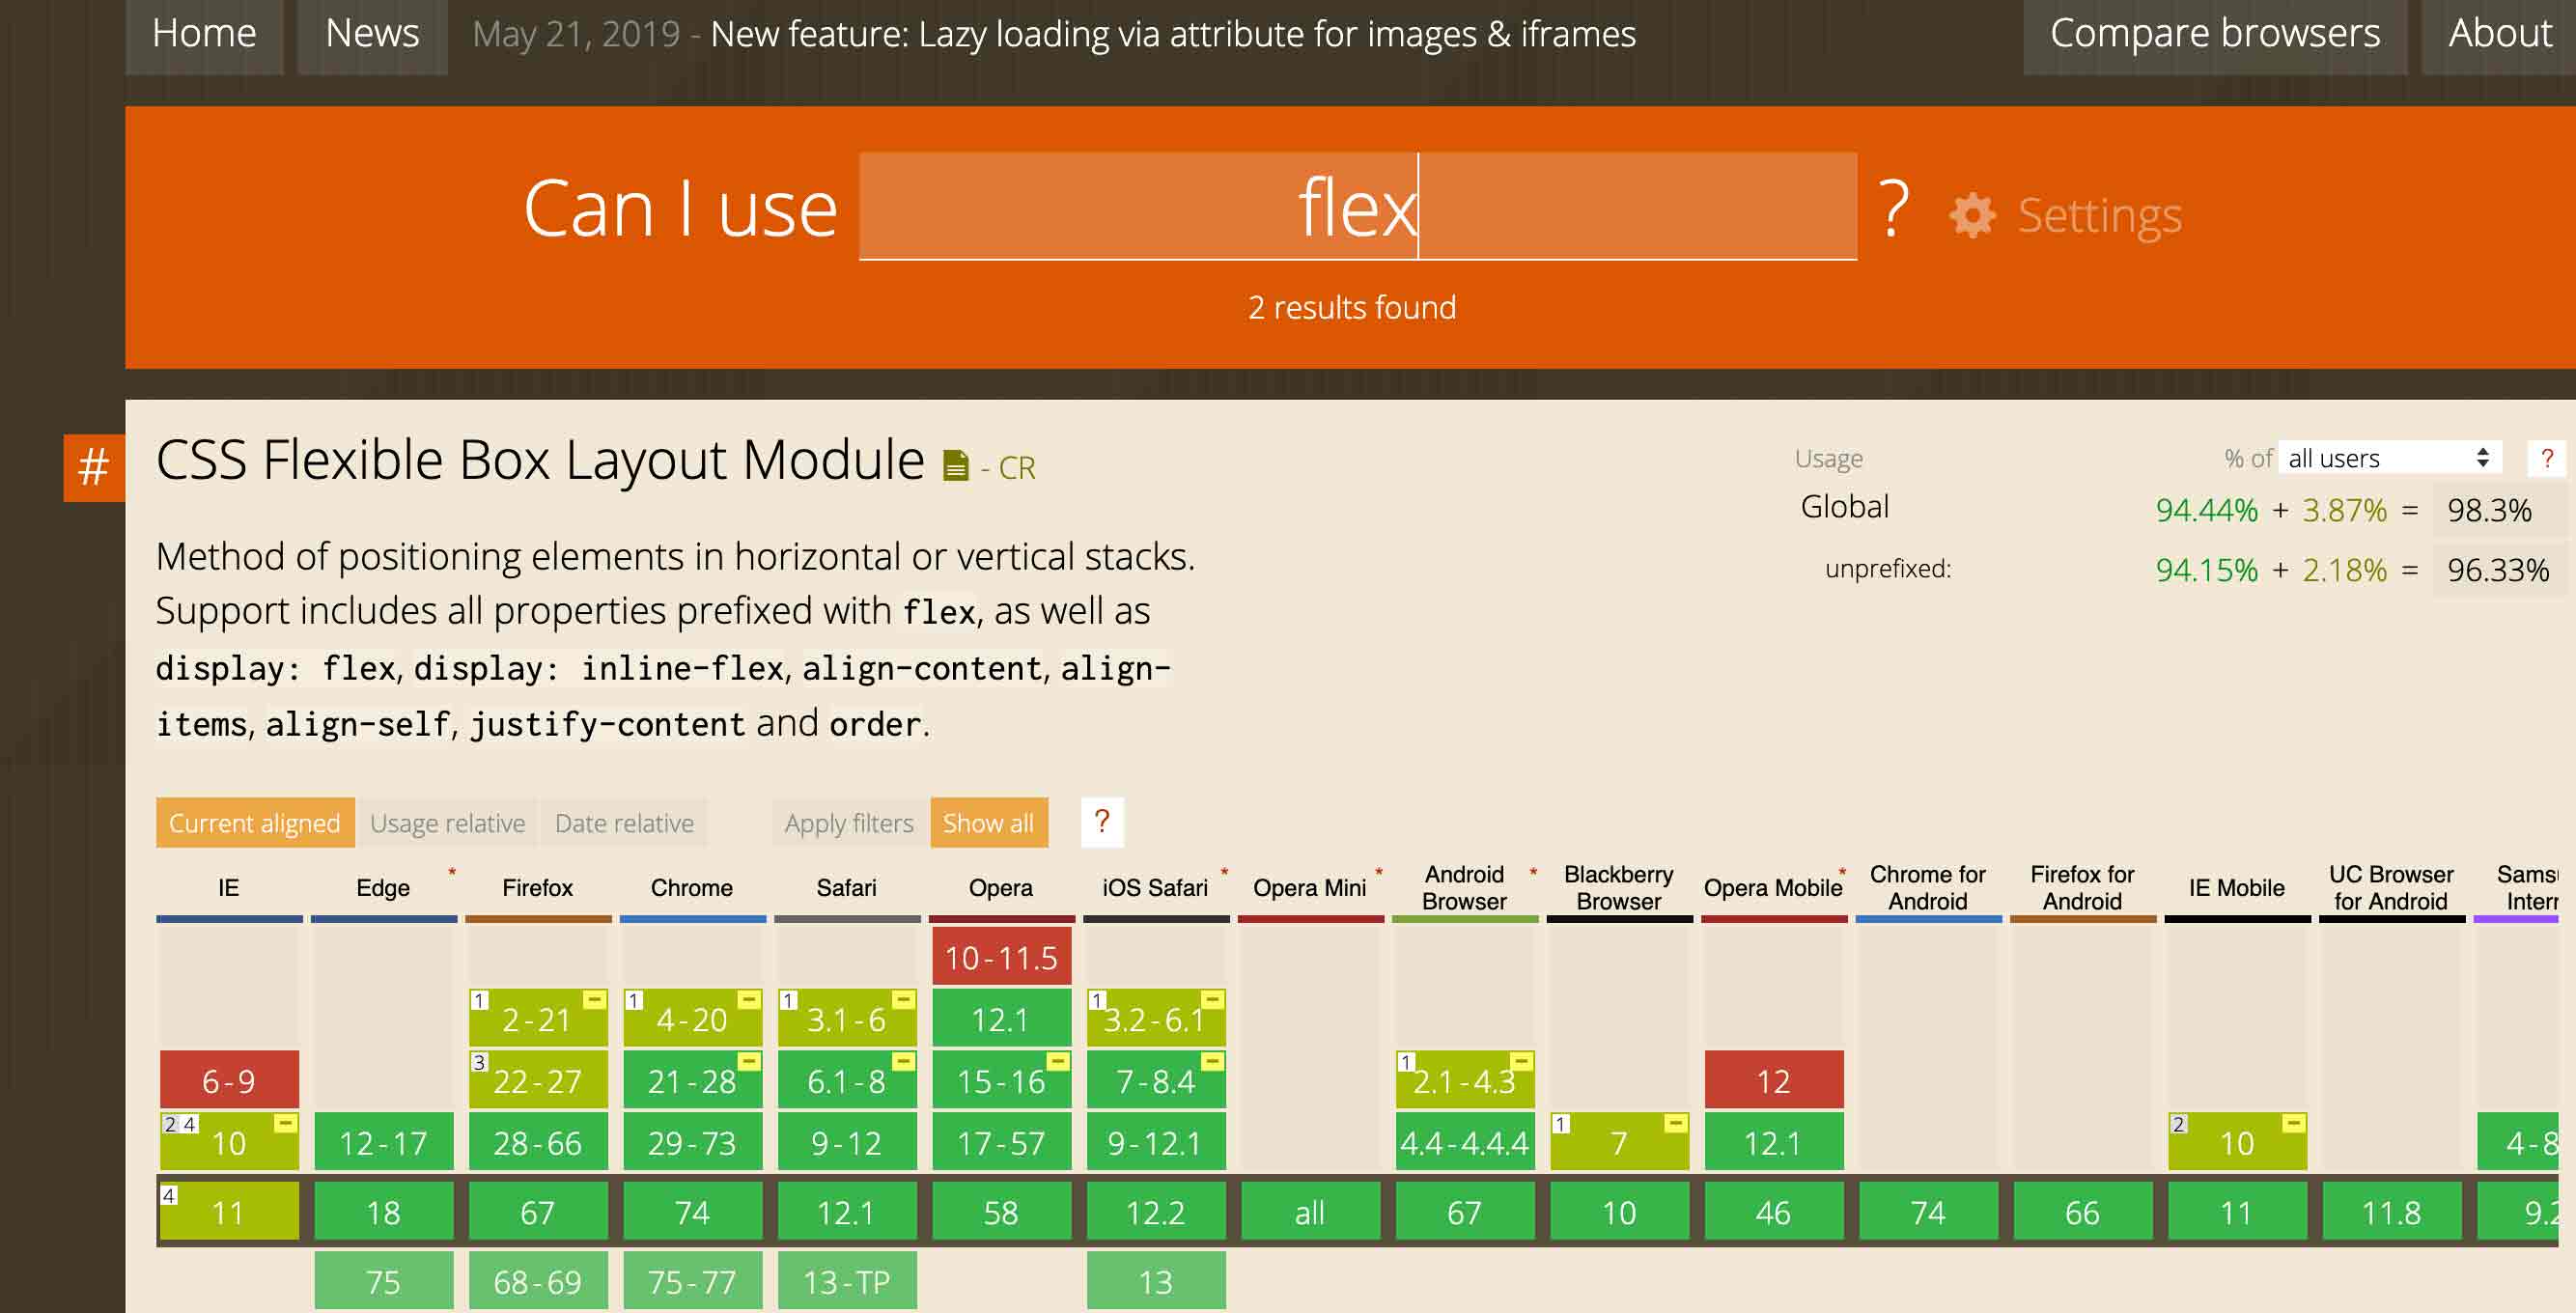 Home News May 21, 2019 - New feature: Lazy loading via attribute for images & iframes Compare browsers About
Can I use flex ? Settings
2 results found
# CSS Flexible Box Layout Module - CR
Usage % of all users ?
Global 94.44% + 3.87% = 98.3%
unprefixed: 94.15% + 2.18% = 96.33%
Method of positioning elements in horizontal or vertical stacks.
Support includes all properties prefixed with flex, as well as
display: flex, display: inline-flex, align-content, align-
items, align-self, justify-content and order.
Current aligned Usage relative Date relative Apply filters Show all ?
IE Edge * Firefox Chrome Safari Opera iOS Safari * Opera Mini * Android Browser * Blackberry Browser Opera Mobile * Chrome for Android Firefox for Android IE Mobile UC Browser for Android
10-11.5
1 2-21 - 1 4-20 - 1 3.1-6 - 12.1 1 3.2-6.1 -
6-9 3 22-27 21-28 - 6.1-8 - 15-16 - 7-8.4 - 1 2.1-4.3 - 12
2 4 10 - 12-17 28-66 29-73 9-12 17-57 9-12.1 4.4-4.4.4 1 7 - 12.1 2 10 - 4-8
4 11 18 67 74 12.1 58 12.2 all 67 10 46 74 66 11 11.8
75 68-69 75-77 13-TP 13